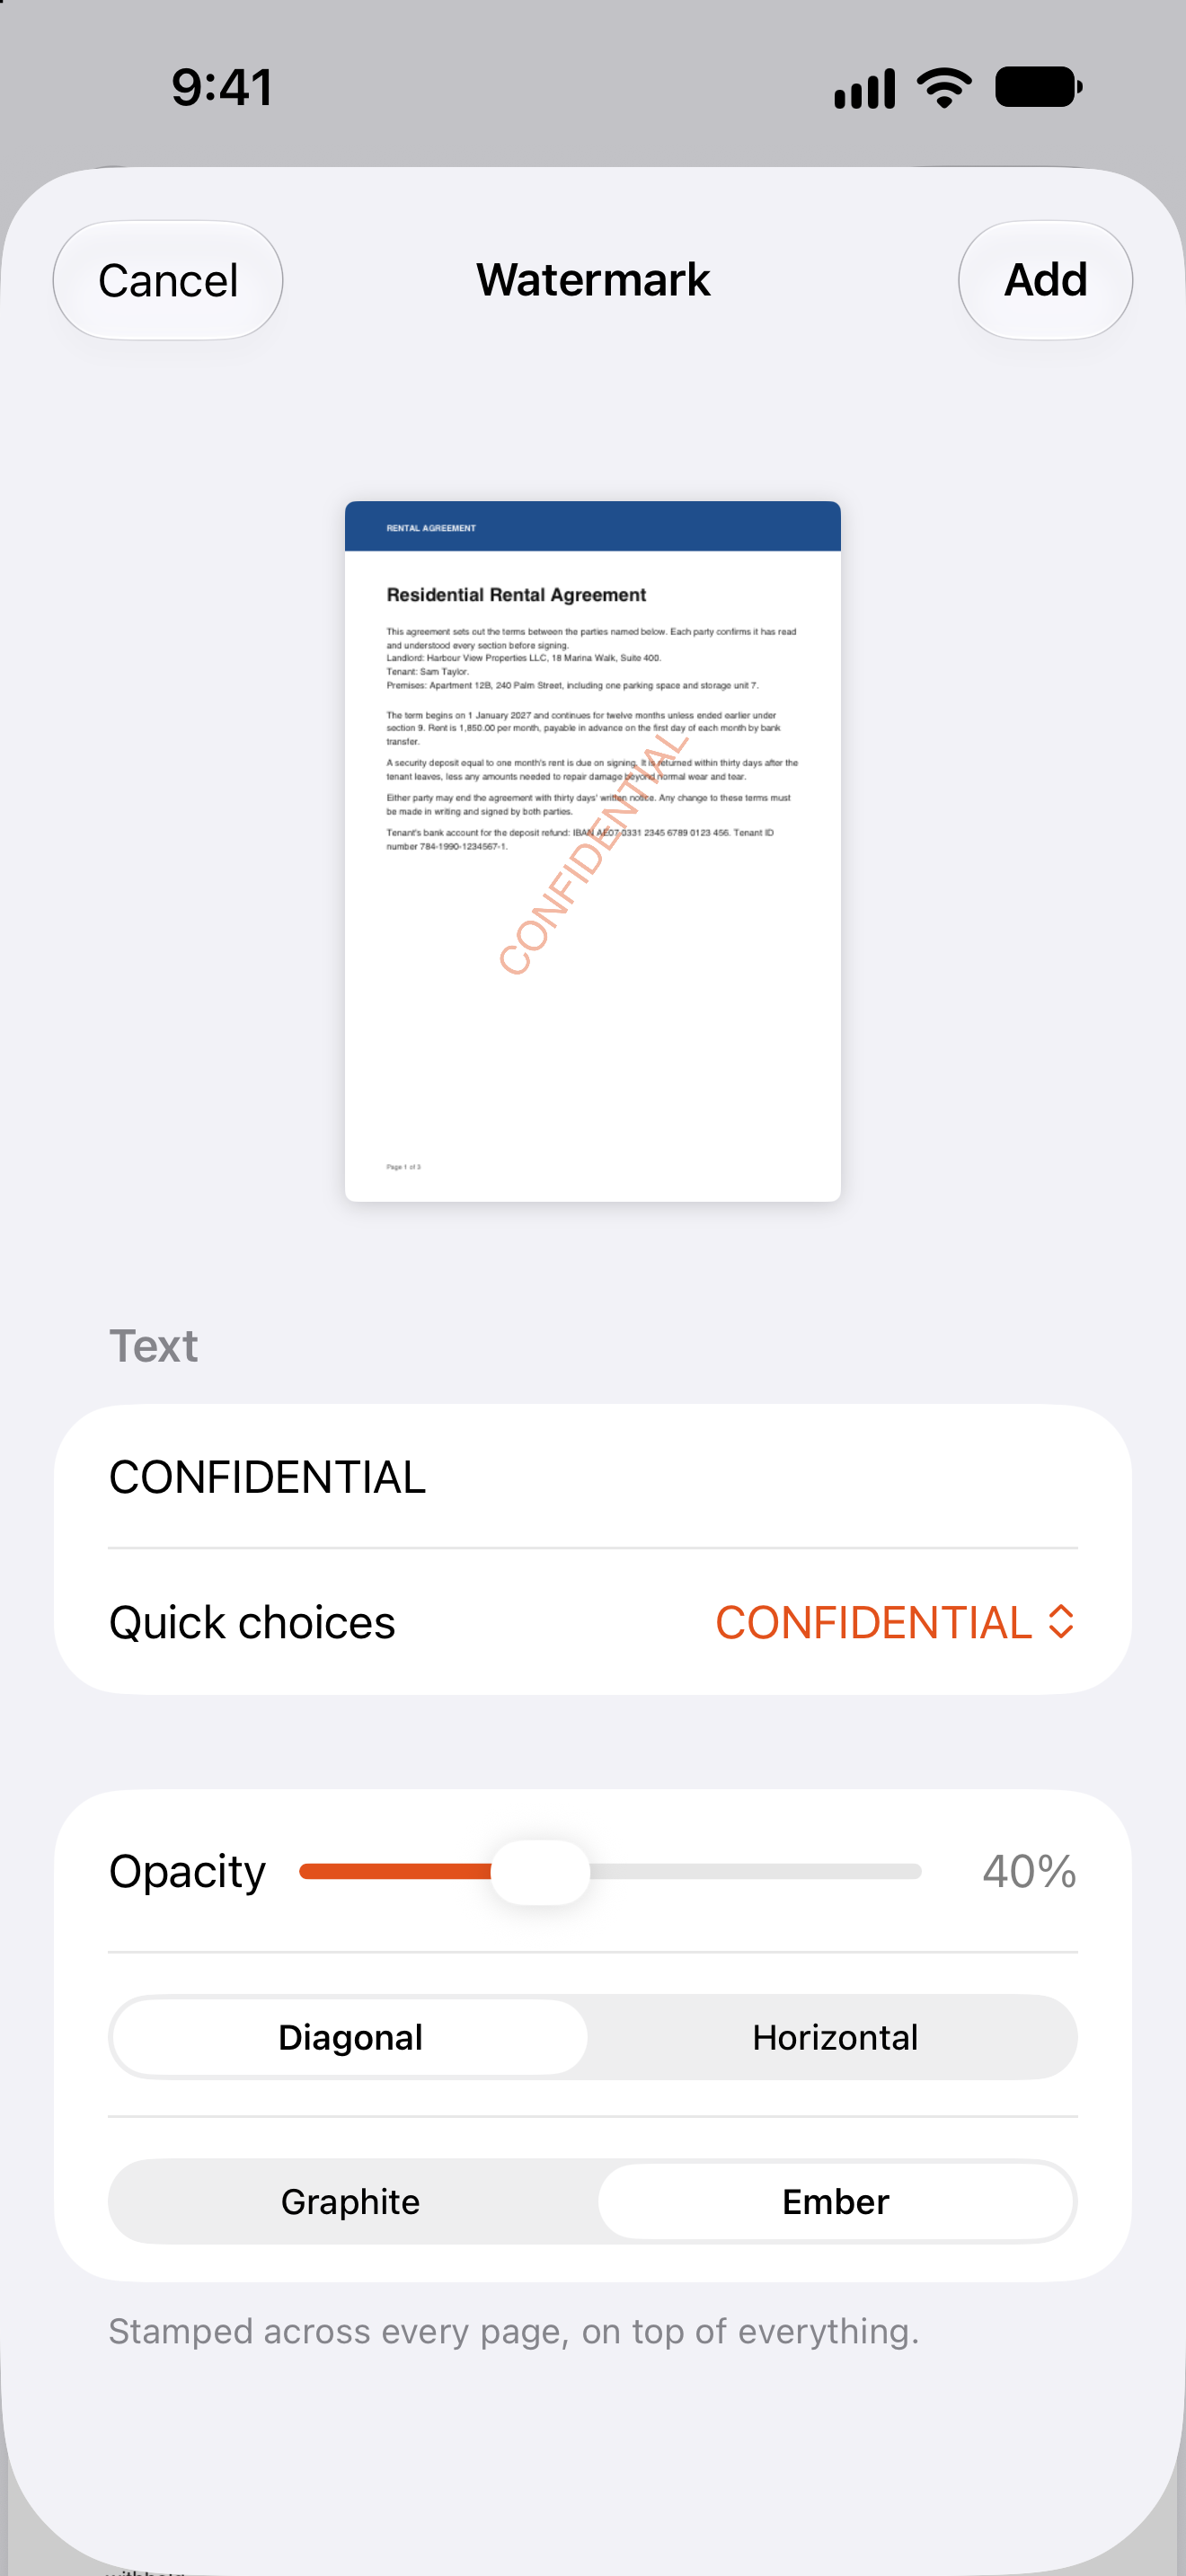 9:41
Cancel
Watermark
Add
RENTAL AGREEMENT
Residential Rental Agreement
This agreement sets out the terms between the parties named below. Each party confirms it has read
and understood every section before signing.
Landlord: Harbour View Properties LLC, 18 Marina Walk, Suite 400.
Tenant: Sam Taylor.
Premises: Apartment 12B, 240 Palm Street, including one parking space and storage unit 7.
The term begins on 1 January 2027 and continues for twelve months unless ended earlier under
section 9. Rent is 1,850.00 per month, payable in advance on the first day of each month by bank
transfer.
A security deposit equal to one month's rent is due on signing. It is returned within thirty days after the
tenant leaves, less any amounts needed to repair damage beyond normal wear and tear.
Either party may end the agreement with thirty days' written notice. Any change to these terms must
be made in writing and signed by both parties.
Tenant's bank account for the deposit refund: IBAN AE07 0331 2345 6789 0123 456. Tenant ID
number 784-1990-1234567-1.
CONFIDENTIAL
Page 1 of 3
Text
CONFIDENTIAL
Quick choices
CONFIDENTIAL
Opacity
40%
Diagonal
Horizontal
Graphite
Ember
Stamped across every page, on top of everything.